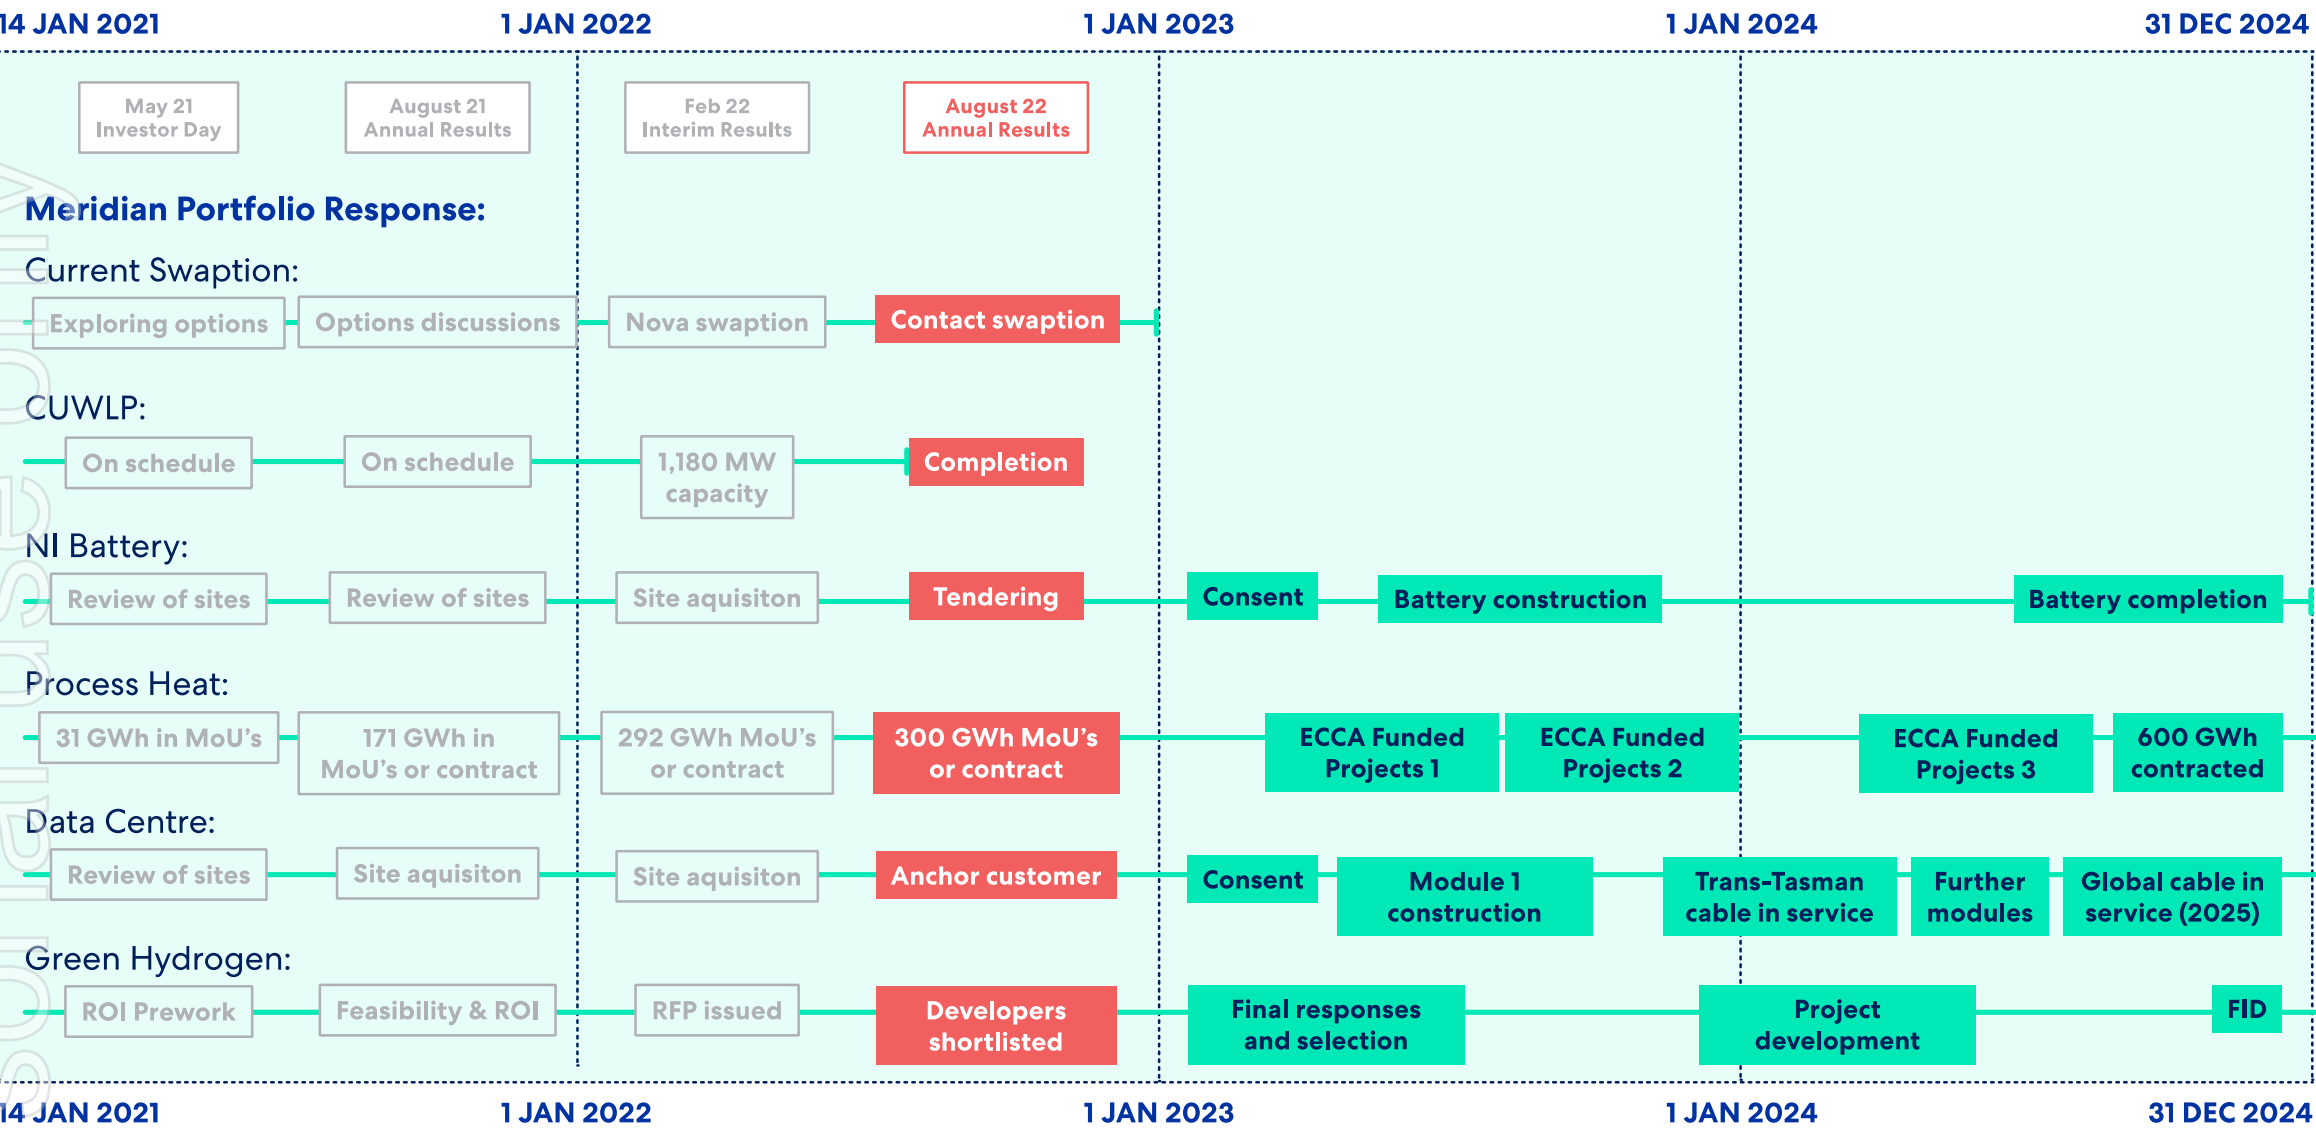 14 JAN 2021
1 JAN 2022
1 JAN 2023
1 JAN 2024
31 DEC 2024
May 21
Investor Day
August 21
Annual Results
Feb 22
Interim Results
August 22
Annual Results
Meridian Portfolio Response:
Current Swaption:
Exploring options
Options discussions
Nova swaption
Contact swaption
CUWLP:
On schedule
On schedule
1,180 MW
capacity
Completion
NI Battery:
Review of sites
Review of sites
Site aquisiton
Tendering
Consent
Battery construction
Battery completion
Process Heat:
31 GWh in MoU's
171 GWh in
MoU's or contract
292 GWh MoU's
or contract
300 GWh MoU's
or contract
ECCA Funded
Projects 1
ECCA Funded
Projects 2
ECCA Funded
Projects 3
600 GWh
contracted
Data Centre:
Review of sites
Site aquisiton
Site aquisiton
Anchor customer
Consent
Module 1
construction
Trans-Tasman
cable in service
Further
modules
Global cable in
service (2025)
Green Hydrogen:
ROI Prework
Feasibility & ROI
RFP issued
Developers
shortlisted
Final responses
and selection
Project
development
FID
14 JAN 2021
1 JAN 2022
1 JAN 2023
1 JAN 2024
31 DEC 2024
use only